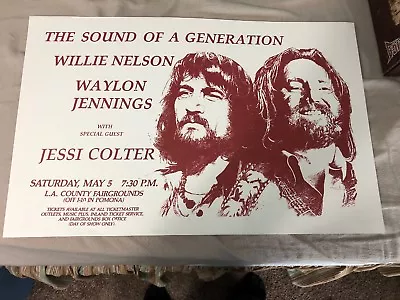 THE SOUND OF A GENERATION
WILLIE NELSON
WAYLON
JENNINGS
WITH
SPECIAL GUEST
JESSI COLTER
SATURDAY, MAY 5 7:30 P.M.
L.A. COUNTY FAIRGROUNDS
(OFF I-10 IN POMONA)
TICKETS AVAILABLE AT ALL TICKETMASTER
OUTLETS, MUSIC PLUS, INLAND TICKET SERVICE,
AND FAIRGROUNDS BOX OFFICE
(DAY OF SHOW ONLY)